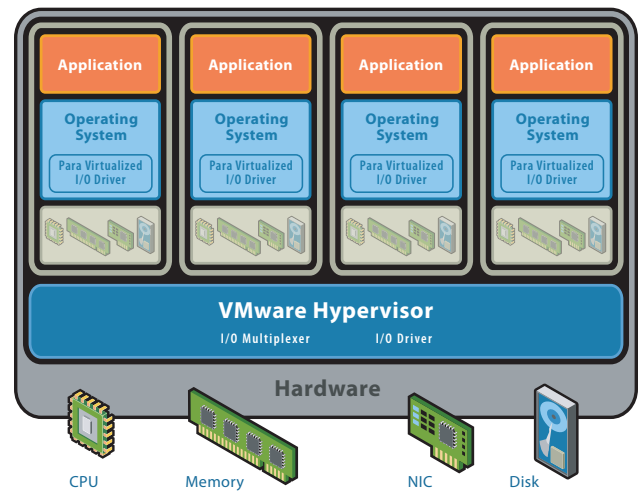 Application Application Application Application
Operating Operating Operating Operating
System System System System
Para Virtualized Para Virtualized Para Virtualized Para Virtualized
I/O Driver I/O Driver I/O Driver I/O Driver
VMware Hypervisor
I/O Multiplexer I/O Driver
Hardware
CPU Memory NIC Disk